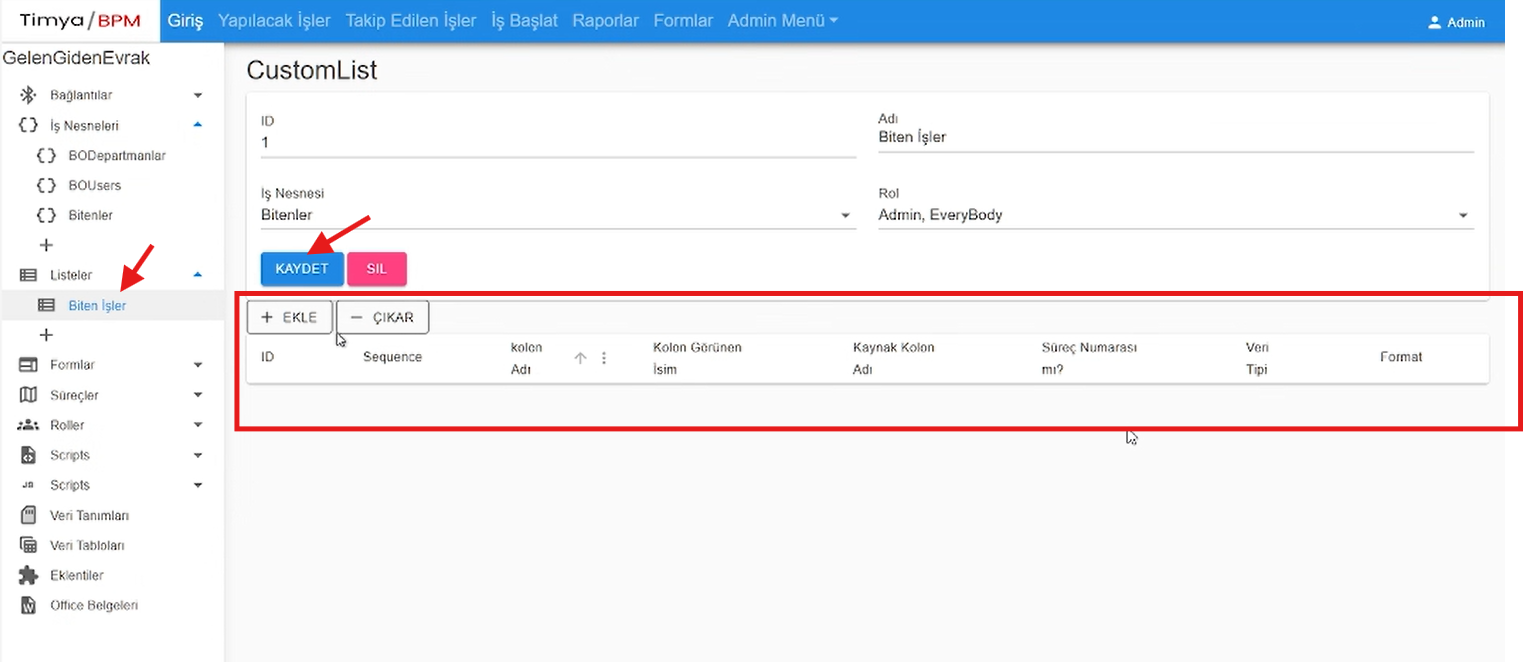 Timya/BPM Giriş Yapılacak İşler Takip Edilen İşler İş Başlat Raporlar Formlar Admin Menü Admin
GelenGidenEvrak
Bağlantılar
İş Nesneleri
BODepartmanlar
BOUsers
Bitenler
Listeler
Biten İşler
Formlar
Süreçler
Roller
Scripts
JS Scripts
Veri Tanımları
Veri Tabloları
Eklentiler
Office Belgeleri
CustomList
ID
1
Adı
Biten İşler
İş Nesnesi
Bitenler
Rol
Admin, EveryBody
KAYDET SIL
+ EKLE − ÇIKAR
ID Sequence kolon Adı Kolon Görünen İsim Kaynak Kolon Adı Süreç Numarası mı? Veri Tipi Format